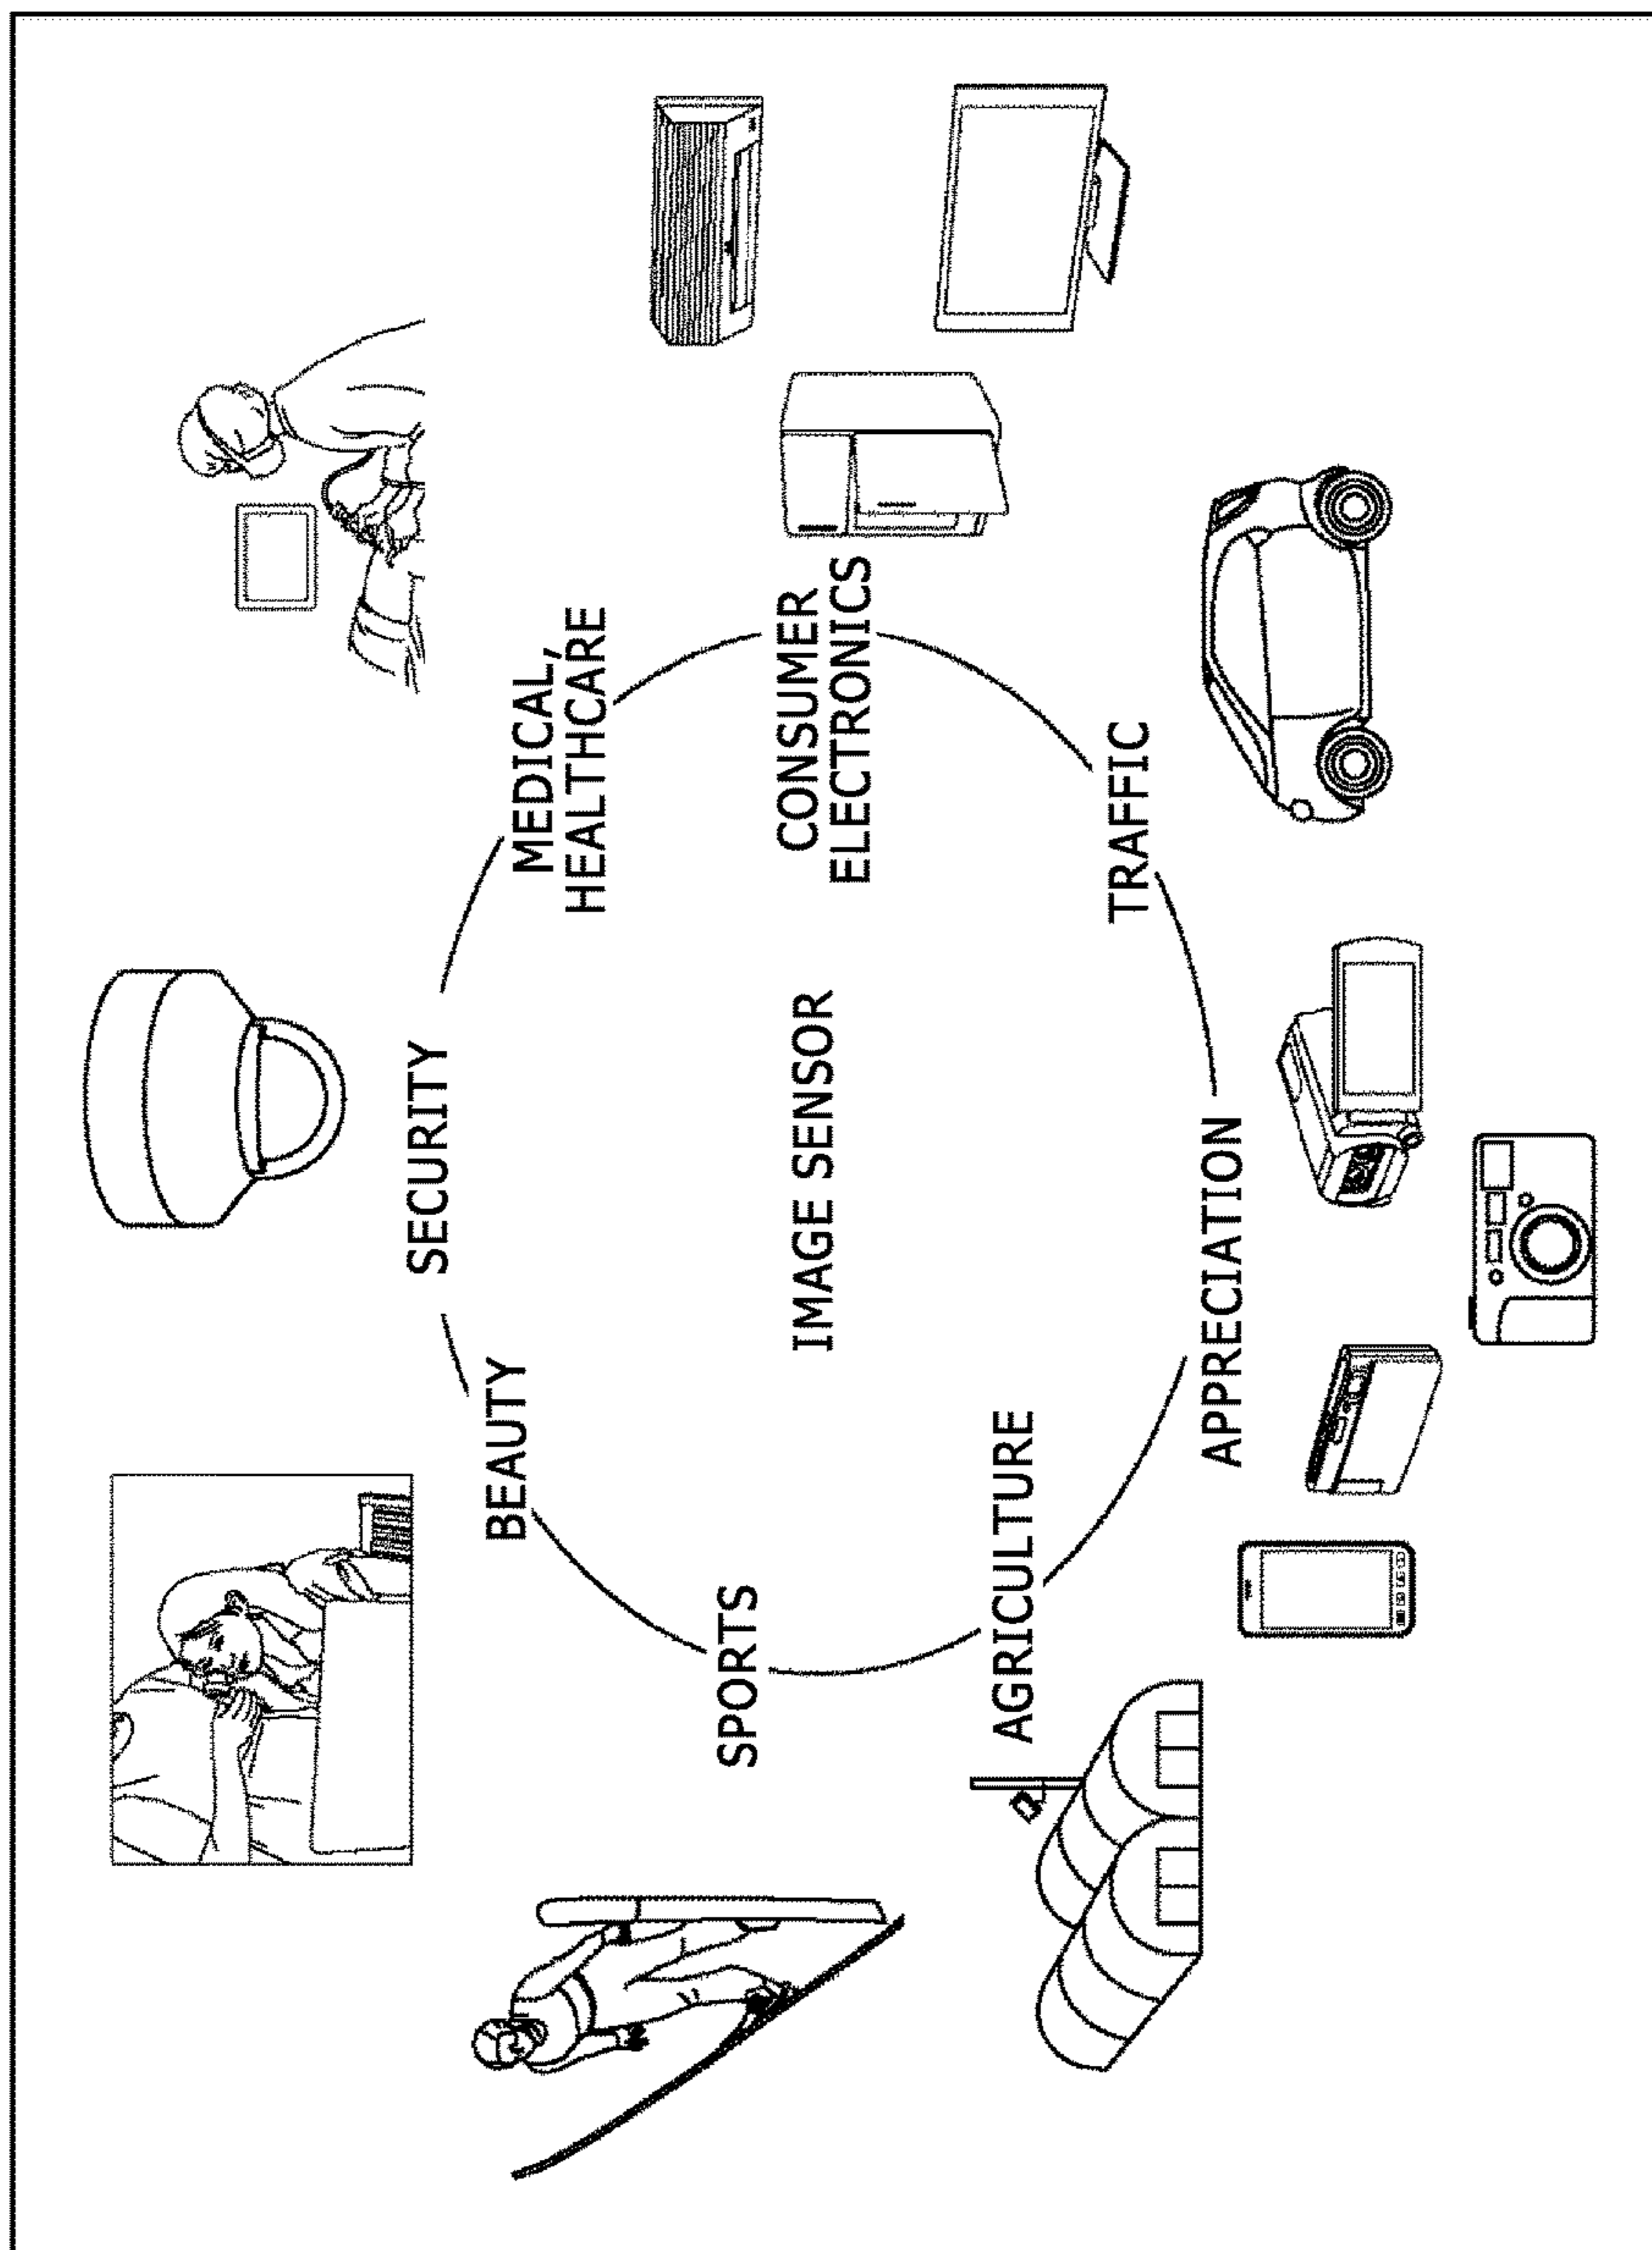 SECURITY
BEAUTY
MEDICAL,
HEALTHCARE
SPORTS
IMAGE SENSOR
CONSUMER
ELECTRONICS
AGRICULTURE
TRAFFIC
APPRECIATION